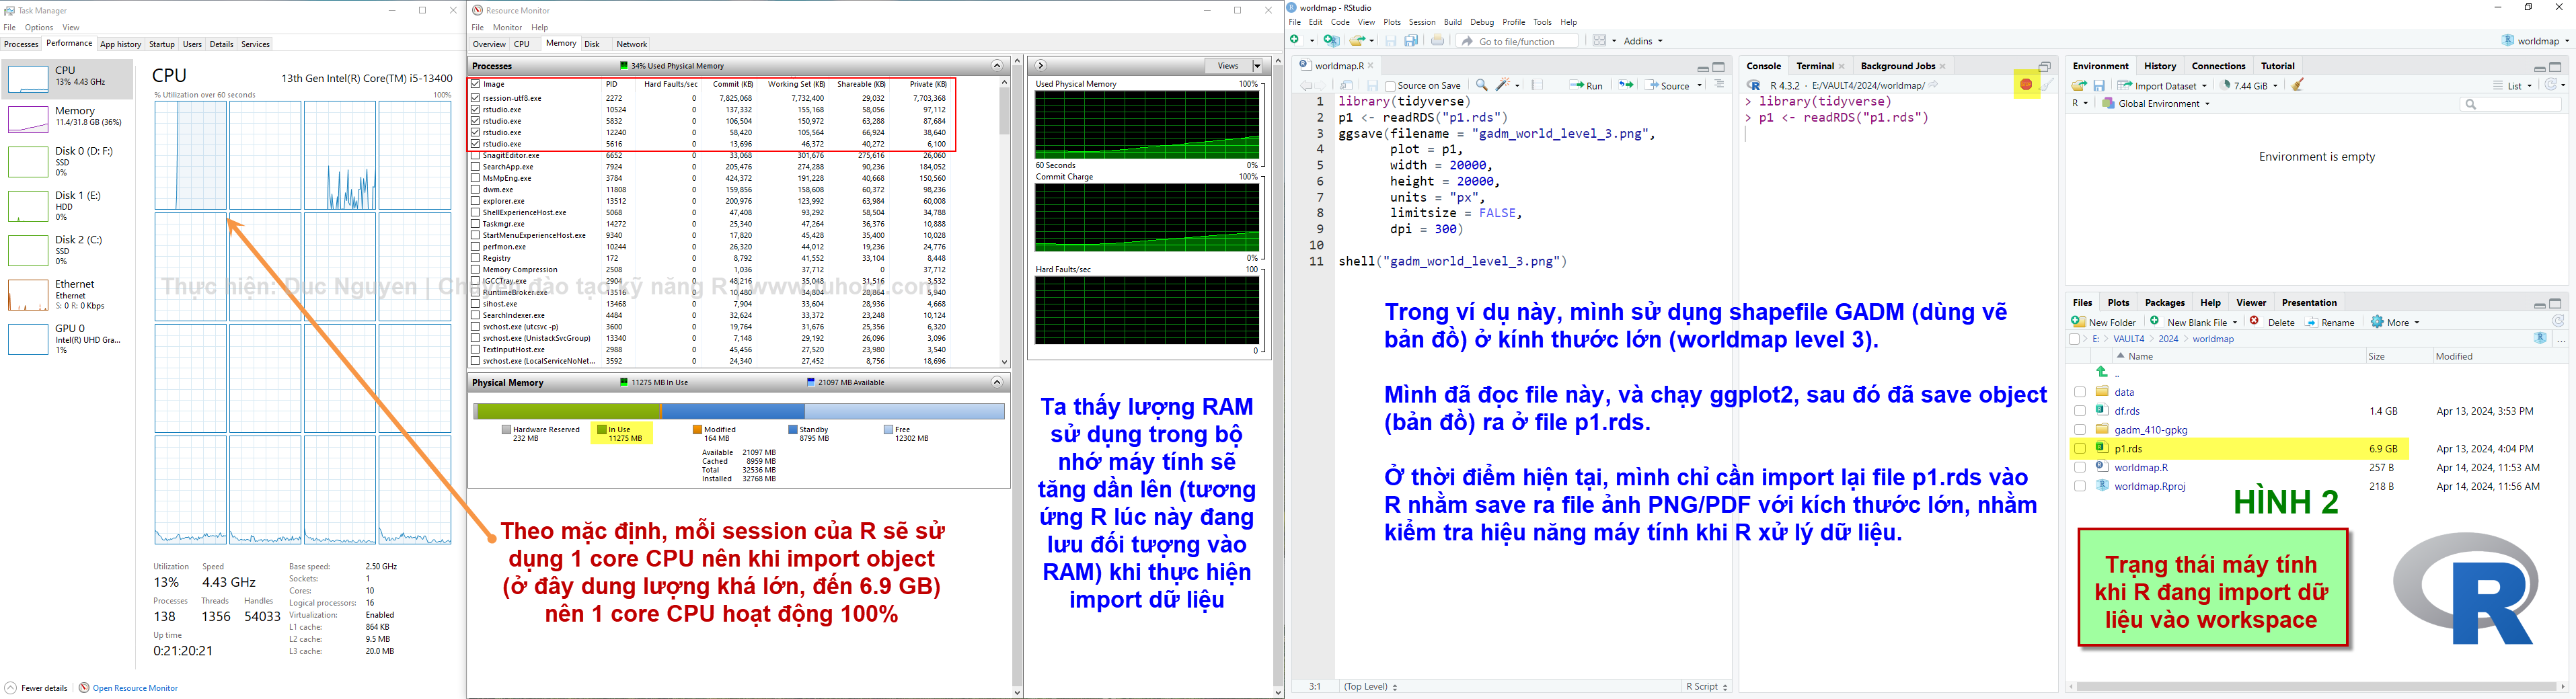 Task Manager
File Options View
Processes Performance App history Startup Users Details Services
CPU
13% 4.43 GHz
Memory
11.4/31.8 GB (36%)
Disk 0 (D: F:)
SSD
0%
Disk 1 (E:)
HDD
0%
Disk 2 (C:)
SSD
0%
Ethernet
Ethernet
S: 0 R: 0 Kbps
GPU 0
Intel(R) UHD Gra...
1%
CPU 13th Gen Intel(R) Core(TM) i5-13400
% Utilization over 60 seconds 100%
Utilization Speed
13% 4.43 GHz
Processes Threads Handles
138 1356 54033
Up time
0:21:20:21
Base speed: 2.50 GHz
Sockets: 1
Cores: 10
Logical processors: 16
Virtualization: Enabled
L1 cache: 864 KB
L2 cache: 9.5 MB
L3 cache: 20.0 MB
Fewer details Open Resource Monitor
Resource Monitor
File Monitor Help
Overview CPU Memory Disk Network
Processes 34% Used Physical Memory
Image PID Hard Faults/sec Commit (KB) Working Set (KB) Shareable (KB) Private (KB)
rsession-utf8.exe 2272 0 7,825,068 7,732,400 29,032 7,703,368
rstudio.exe 10524 0 137,332 155,168 58,056 97,112
rstudio.exe 5832 0 106,504 150,972 63,288 87,684
rstudio.exe 12240 0 58,420 105,564 66,924 38,640
rstudio.exe 5616 0 13,696 46,372 40,272 6,100
SnagitEditor.exe 6652 0 33,068 301,676 275,616 26,060
SearchApp.exe 7924 0 205,476 274,288 90,236 184,052
MsMpEng.exe 3784 0 424,372 191,228 40,668 150,560
dwm.exe 11808 0 159,856 158,608 60,372 98,236
explorer.exe 13512 0 200,976 123,992 63,984 60,008
ShellExperienceHost.exe 5068 0 47,408 93,292 58,504 34,788
Taskmgr.exe 14272 0 25,340 47,264 36,376 10,888
StartMenuExperienceHost.exe 9340 0 17,820 45,428 35,400 10,028
perfmon.exe 10244 0 26,320 44,012 19,236 24,776
Registry 172 0 8,792 41,552 33,104 8,448
Memory Compression 2508 0 1,036 37,712 0 37,712
IGCCTray.exe 2904 0 48,216 35,048 31,516 3,532
RuntimeBroker.exe 13516 0 10,480 34,804 28,864 5,940
sihost.exe 13468 0 7,904 33,604 28,936 4,668
SearchIndexer.exe 4484 0 32,624 33,372 23,248 10,124
svchost.exe (utcsvc -p) 3600 0 19,764 31,676 25,356 6,320
svchost.exe (UnistackSvcGroup) 13340 0 7,148 29,192 26,096 3,096
TextInputHost.exe 2988 0 45,456 27,520 23,980 3,540
svchost.exe (LocalServiceNoNet... 3592 0 24,340 27,452 8,756 18,696
Thực hiện: Duc Nguyen | Chuyên đào tạo kỹ năng R | www.tuhocr.com
Physical Memory 11275 MB In Use 21097 MB Available
Hardware Reserved
232 MB
In Use
11275 MB
Modified
164 MB
Standby
8795 MB
Free
12302 MB
Available 21097 MB
Cached 8959 MB
Total 32536 MB
Installed 32768 MB
Theo mặc định, mỗi session của R sẽ sử
dụng 1 core CPU nên khi import object
(ở đây dung lượng khá lớn, đến 6.9 GB)
nên 1 core CPU hoạt động 100%
Views
Used Physical Memory 100%
60 Seconds 0%
Commit Charge 100%
0%
Hard Faults/sec 100
0
Ta thấy lượng RAM
sử dụng trong bộ
nhớ máy tính sẽ
tăng dần lên (tương
ứng R lúc này đang
lưu đối tượng vào
RAM) khi thực hiện
import dữ liệu
worldmap - RStudio
File Edit Code View Plots Session Build Debug Profile Tools Help
Go to file/function Addins worldmap
worldmap.R
Source on Save Run Source
1 library(tidyverse)
2 p1 <- readRDS("p1.rds")
3 ggsave(filename = "gadm_world_level_3.png",
4 plot = p1,
5 width = 20000,
6 height = 20000,
7 units = "px",
8 limitsize = FALSE,
9 dpi = 300)
10
11 shell("gadm_world_level_3.png")
Trong ví dụ này, mình sử dụng shapefile GADM (dùng vẽ
bản đồ) ở kính thước lớn (worldmap level 3).
Mình đã đọc file này, và chạy ggplot2, sau đó đã save object
(bản đồ) ra ở file p1.rds.
Ở thời điểm hiện tại, mình chỉ cần import lại file p1.rds vào
R nhằm save ra file ảnh PNG/PDF với kích thước lớn, nhằm
kiểm tra hiệu năng máy tính khi R xử lý dữ liệu.
3:1 (Top Level) R Script
Console Terminal Background Jobs
R 4.3.2 · E:/VAULT4/2024/worldmap/
> library(tidyverse)
> p1 <- readRDS("p1.rds")
Environment History Connections Tutorial
Import Dataset 7.44 GiB List
R Global Environment
Environment is empty
Files Plots Packages Help Viewer Presentation
New Folder New Blank File Delete Rename More
E: VAULT4 2024 worldmap
Name Size Modified
..
data
df.rds 1.4 GB Apr 13, 2024, 3:53 PM
gadm_410-gpkg
p1.rds 6.9 GB Apr 13, 2024, 4:04 PM
worldmap.R 257 B Apr 14, 2024, 11:53 AM
worldmap.Rproj 218 B Apr 14, 2024, 11:56 AM
HÌNH 2
Trạng thái máy tính
khi R đang import dữ
liệu vào workspace
R